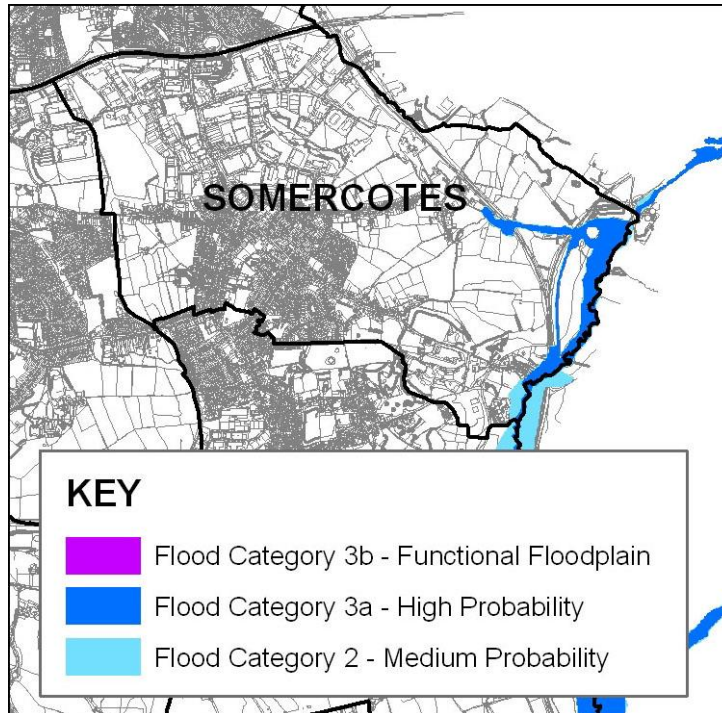 SOMERCOTES
KEY
Flood Category 3b - Functional Floodplain
Flood Category 3a - High Probability
Flood Category 2 - Medium Probability